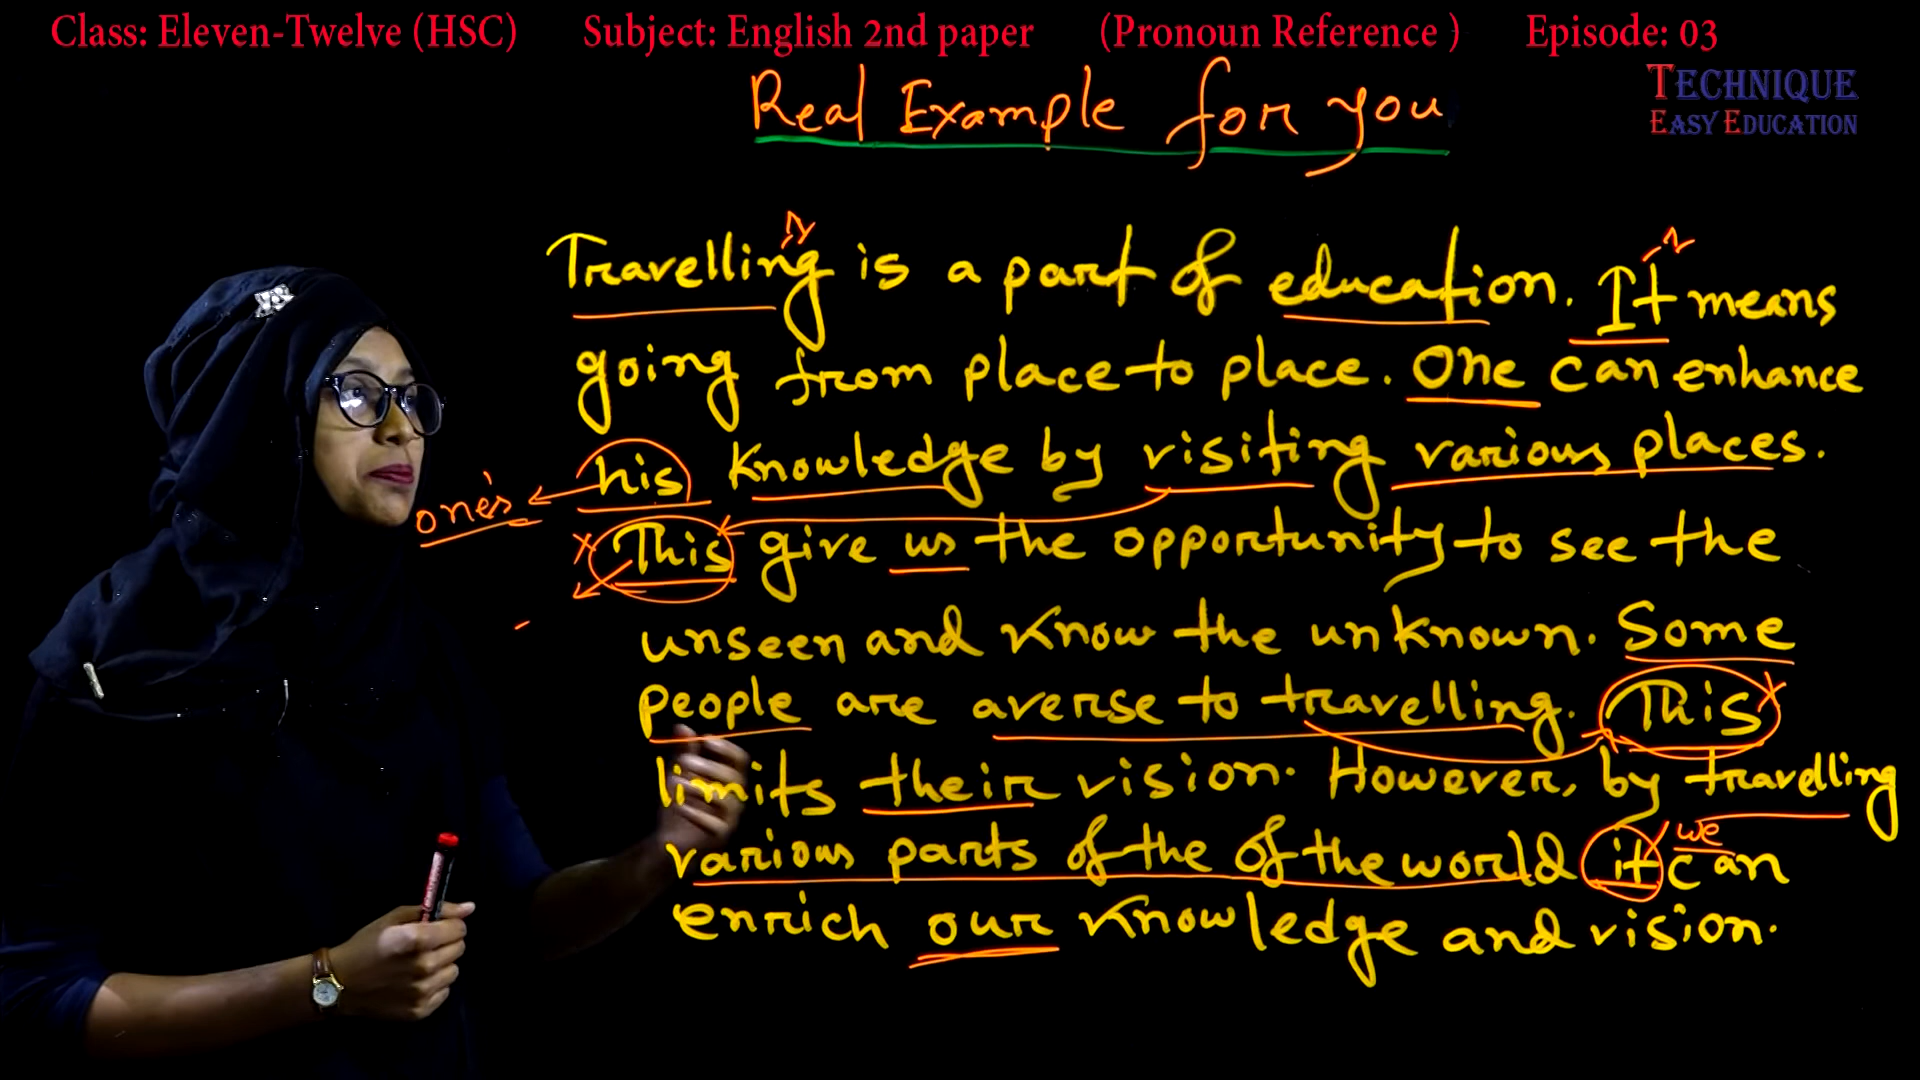 Class: Eleven-Twelve (HSC) Subject: English 2nd paper (Pronoun Reference ) Episode: 03
TECHNIQUE
EASY EDUCATION
Real Example for you
Travelling is a part of education. It means
going from place to place. One can enhance
his knowledge by visiting various places.
one's
This give us the opportunity to see the
unseen and know the unknown. Some
people are averse to travelling. This
limits their vision. However, by travelling
we
various parts of the of the world it can
enrich our knowledge and vision.